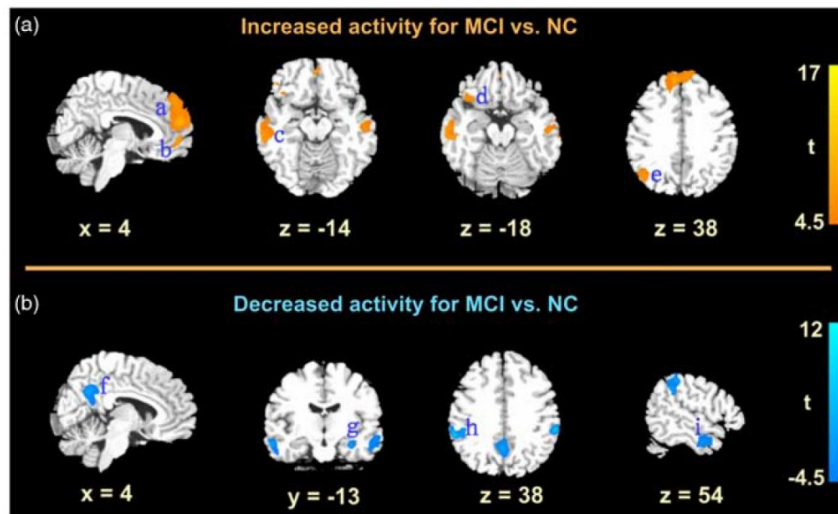 (a)
Increased activity for MCI vs. NC
17
a
b
c
d
e
t
4.5
x = 4
z = -14
z = -18
z = 38
(b)
Decreased activity for MCI vs. NC
12
f
g
h
i
t
-4.5
x = 4
y = -13
z = 38
z = 54